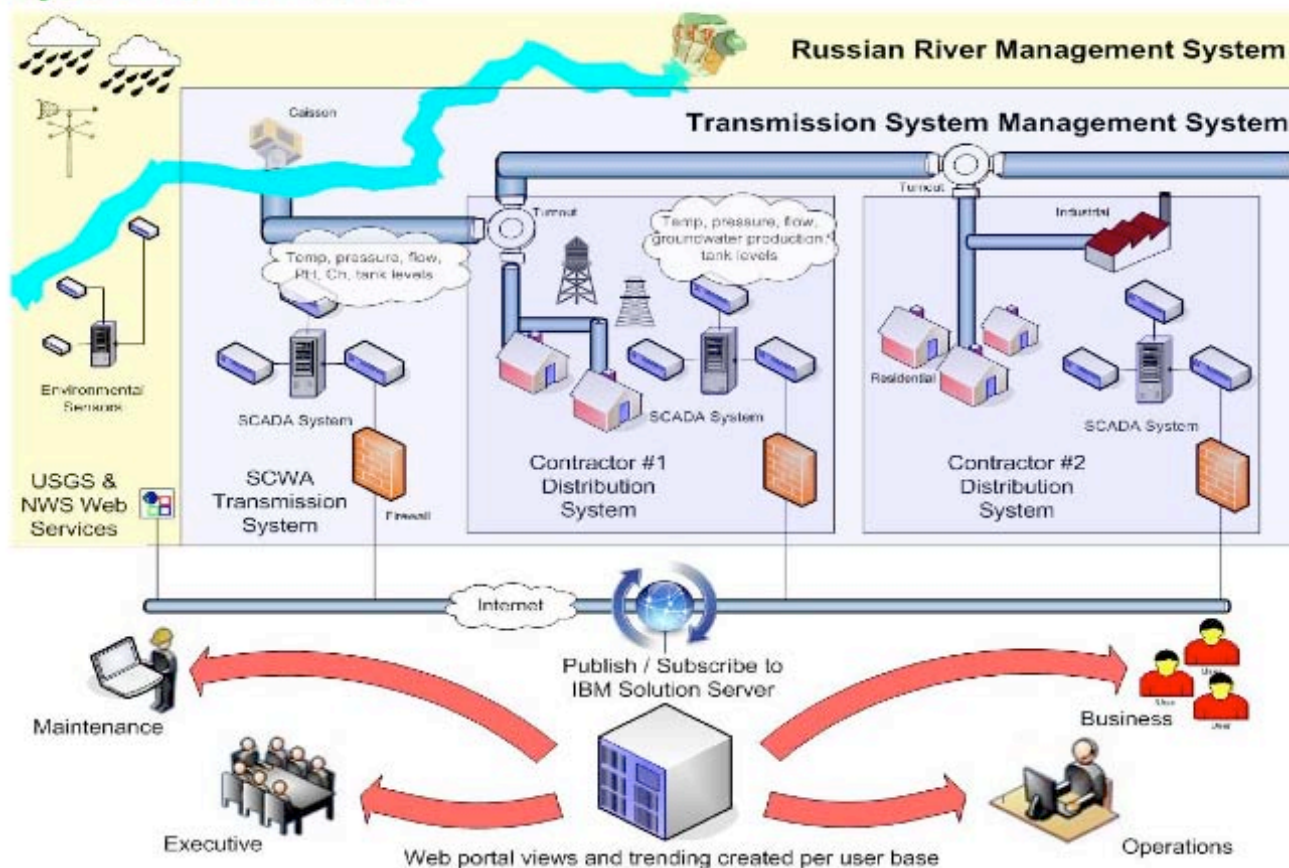 Russian River Management System
Caisson
Transmission System Management System
Turnout
Turnout
Industrial
Temp, pressure, flow,
PH, Ch, tank levels
Temp, pressure, flow,
groundwater production,
tank levels
Residential
Environmental
Sensors
SCADA System
SCADA System
SCADA System
USGS &
NWS Web
Services
SCWA
Transmission
System
Firewall
Contractor #1
Distribution
System
Contractor #2
Distribution
System
Internet
Publish / Subscribe to
IBM Solution Server
Maintenance
User
User
User
Business
Executive
Operations
Web portal views and trending created per user base